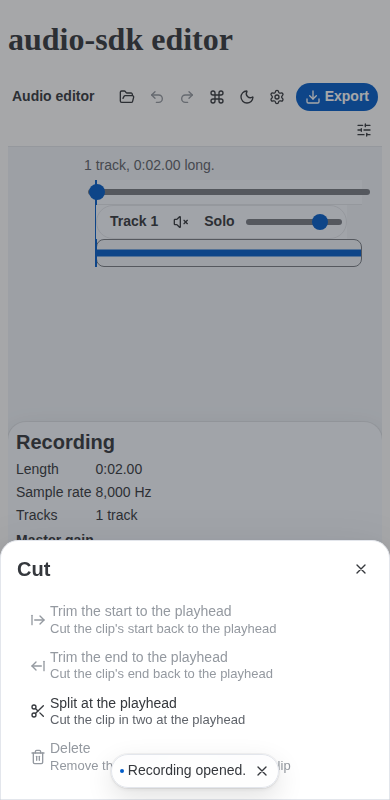 audio-sdk editor
Audio editor
Export
1 track, 0:02.00 long.
Track 1
Solo
Recording
Length 0:02.00
Sample rate 8,000 Hz
Tracks 1 track
Master gain
Cut
Trim the start to the playhead
Cut the clip's start back to the playhead
Trim the end to the playhead
Cut the clip's end back to the playhead
Split at the playhead
Cut the clip in two at the playhead
Delete
Remove
Recording opened.